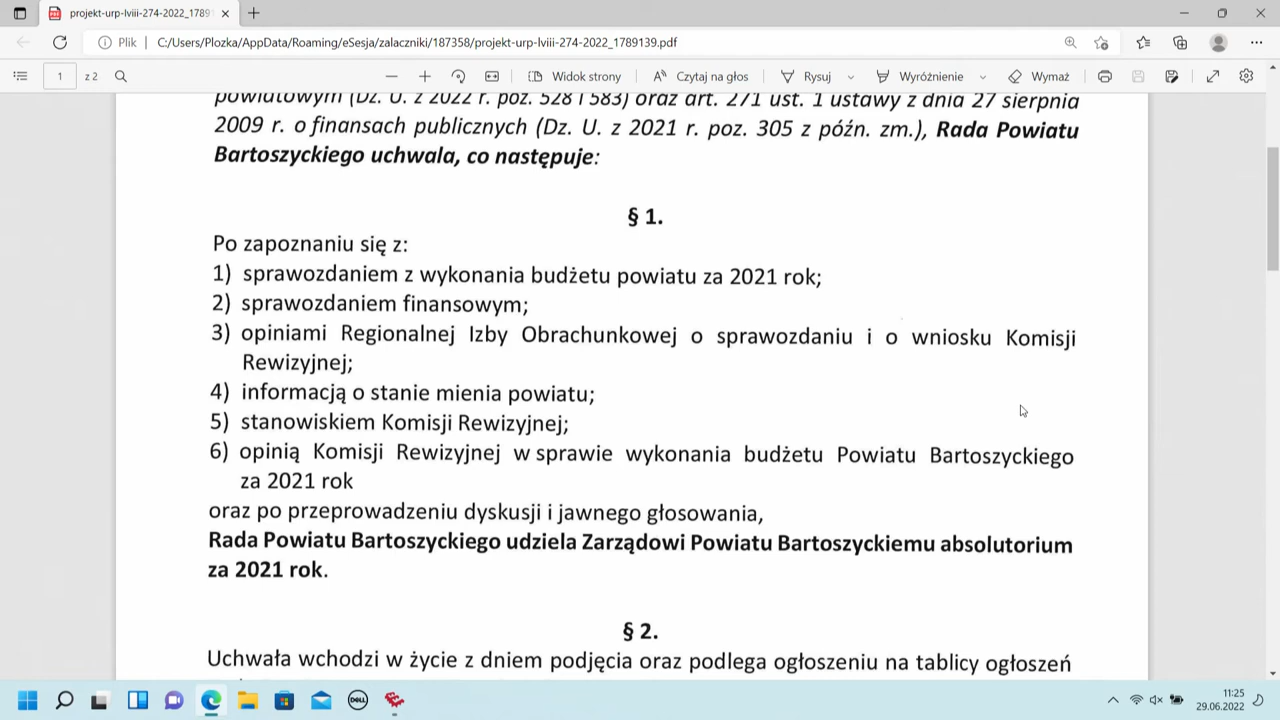 projekt-urp-lviii-274-2022_1789
Plik
C:/Users/Plozka/AppData/Roaming/eSesja/zalaczniki/187358/projekt-urp-lviii-274-2022_1789139.pdf
1 z 2
Widok strony
Czytaj na głos
Rysuj
Wyróżnienie
Wymaż
powiatowym (Dz. U. z 2022 r. poz. 528 i 583) oraz art. 271 ust. 1 ustawy z dnia 27 sierpnia
2009 r. o finansach publicznych (Dz. U. z 2021 r. poz. 305 z późn. zm.), Rada Powiatu
Bartoszyckiego uchwala, co następuje:
§ 1.
Po zapoznaniu się z:
1) sprawozdaniem z wykonania budżetu powiatu za 2021 rok;
2) sprawozdaniem finansowym;
3) opiniami Regionalnej Izby Obrachunkowej o sprawozdaniu i o wniosku Komisji
Rewizyjnej;
4) informacją o stanie mienia powiatu;
5) stanowiskiem Komisji Rewizyjnej;
6) opinią Komisji Rewizyjnej w sprawie wykonania budżetu Powiatu Bartoszyckiego
za 2021 rok
oraz po przeprowadzeniu dyskusji i jawnego głosowania,
Rada Powiatu Bartoszyckiego udziela Zarządowi Powiatu Bartoszyckiemu absolutorium
za 2021 rok.
§ 2.
Uchwała wchodzi w życie z dniem podjęcia oraz podlega ogłoszeniu na tablicy ogłoszeń
DELL
11:25
29.06.2022